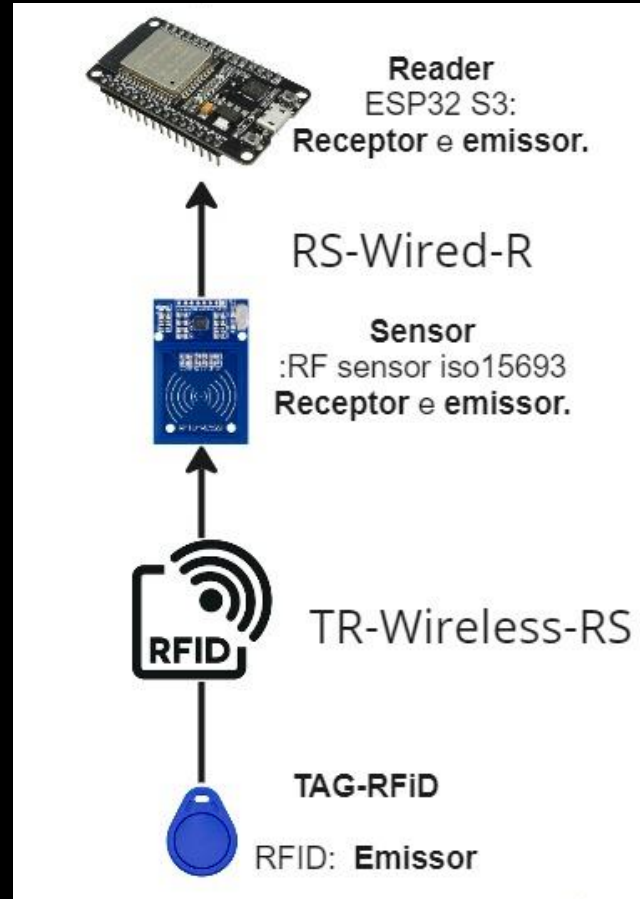 Reader
ESP32 S3:
Receptor e emissor.
RS-Wired-R
Sensor
:RF sensor iso15693
Receptor e emissor.
RFID
TR-Wireless-RS
TAG-RFiD
RFID: Emissor